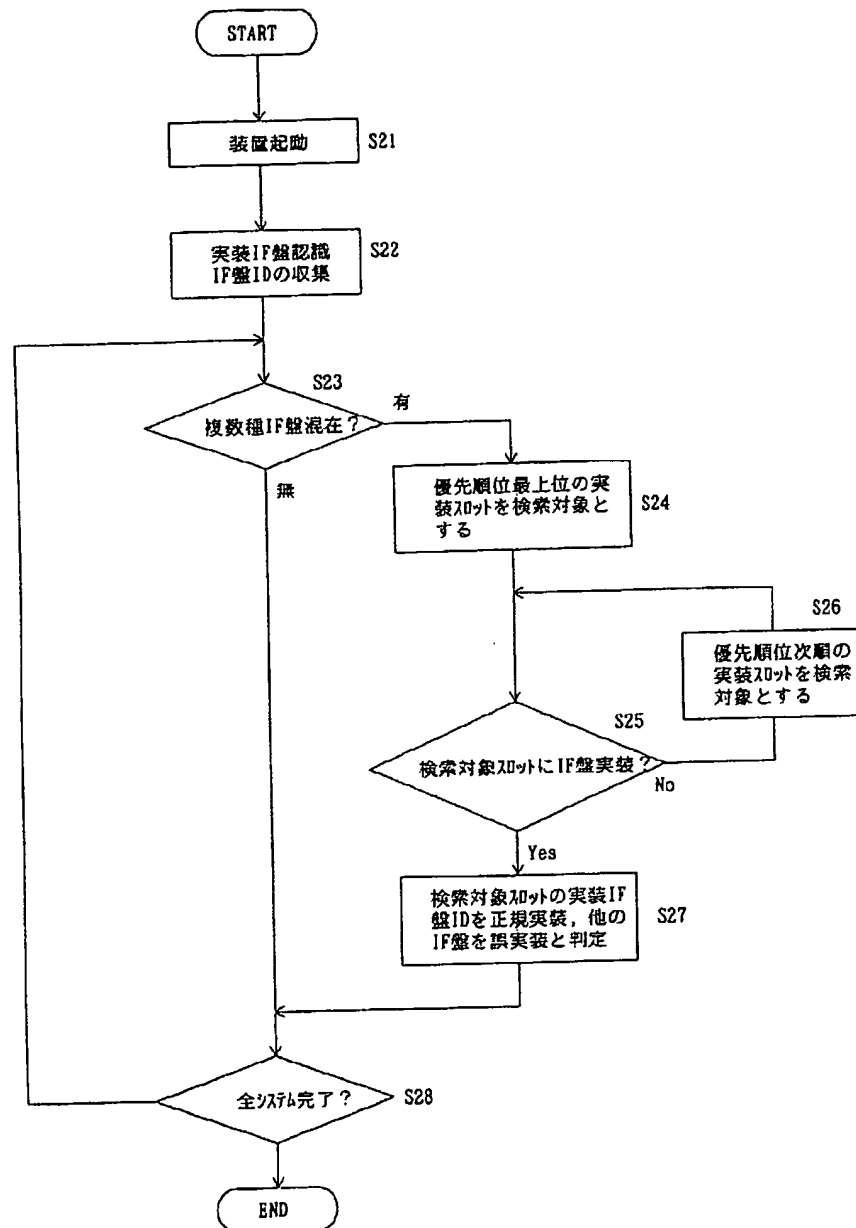 START
装置起動
S21
実装IF盤認識
IF盤IDの収集
S22
S23
複数種IF盤混在？
有
無
優先順位最上位の実
装ｽﾛｯﾄを検索対象と
する
S24
S26
優先順位次順の
実装ｽﾛｯﾄを検索
対象とする
S25
検索対象ｽﾛｯﾄにIF盤実装？
No
Yes
検索対象ｽﾛｯﾄの実装IF
盤IDを正規実装，他の
IF盤を誤実装と判定
S27
全ｼｽﾃﾑ完了？
S28
END